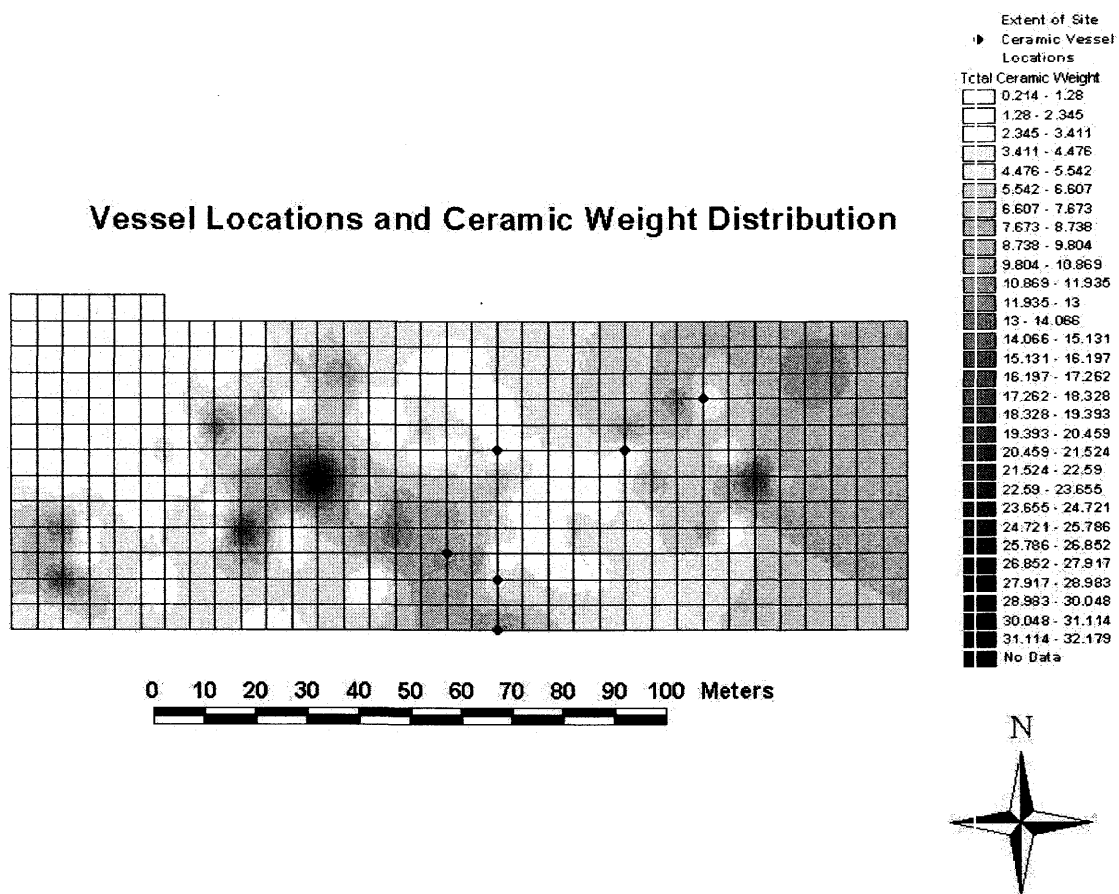 Extent of Site
Ceramic Vessel
Locations
Total Ceramic Weight
0.214 - 1.28
1.28 - 2.345
2.345 - 3.411
3.411 - 4.476
4.476 - 5.542
5.542 - 6.607
6.607 - 7.673
7.673 - 8.738
8.738 - 9.804
9.804 - 10.869
10.869 - 11.935
11.935 - 13
13 - 14.066
14.066 - 15.131
15.131 - 16.197
16.197 - 17.262
17.262 - 18.328
18.328 - 19.393
19.393 - 20.459
20.459 - 21.524
21.524 - 22.59
22.59 - 23.655
23.655 - 24.721
24.721 - 25.786
25.786 - 26.852
26.852 - 27.917
27.917 - 28.983
28.983 - 30.048
30.048 - 31.114
31.114 - 32.179
No Data
Vessel Locations and Ceramic Weight Distribution
0 10 20 30 40 50 60 70 80 90 100 Meters
N